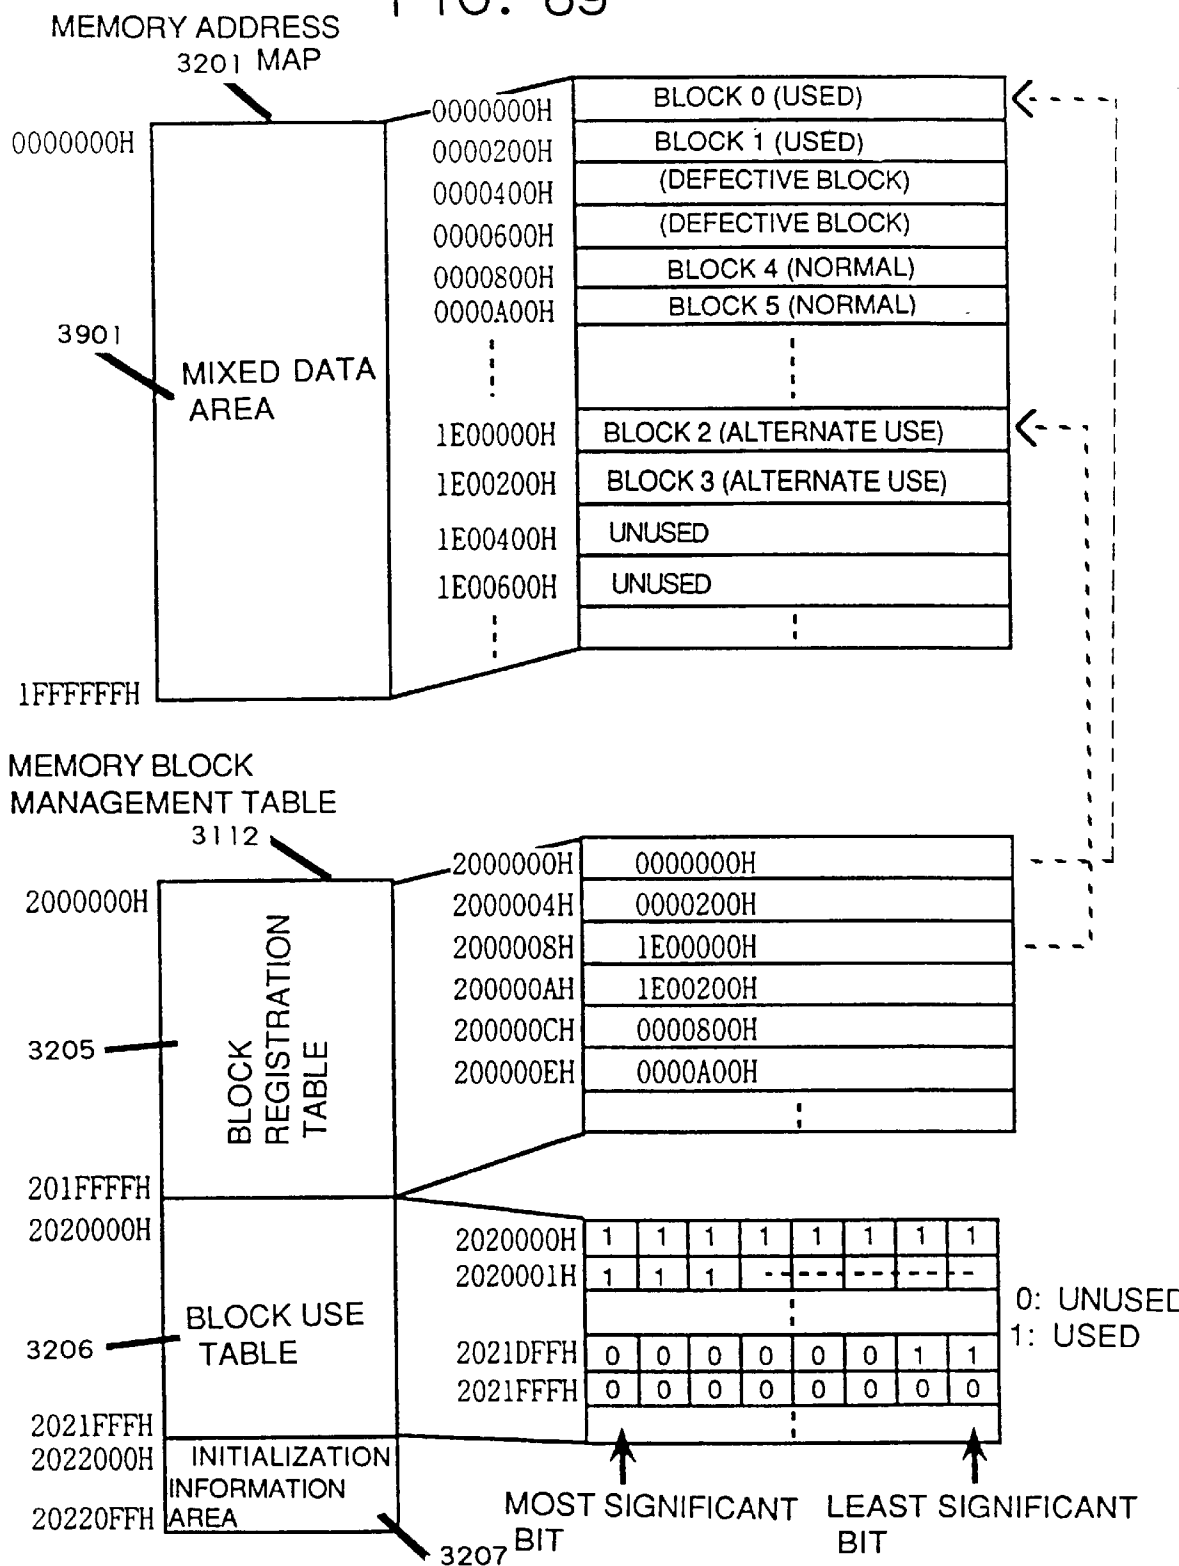 FIG. 89
MEMORY ADDRESS
3201 MAP
0000000H
3901
MIXED DATA
AREA
1FFFFFFH
0000000H BLOCK 0 (USED)
0000200H BLOCK 1 (USED)
0000400H (DEFECTIVE BLOCK)
0000600H (DEFECTIVE BLOCK)
0000800H BLOCK 4 (NORMAL)
0000A00H BLOCK 5 (NORMAL)
1E00000H BLOCK 2 (ALTERNATE USE)
1E00200H BLOCK 3 (ALTERNATE USE)
1E00400H UNUSED
1E00600H UNUSED
MEMORY BLOCK
MANAGEMENT TABLE
3112
2000000H
3205
BLOCK
REGISTRATION
TABLE
201FFFFH
2000000H 0000000H
2000004H 0000200H
2000008H 1E00000H
200000AH 1E00200H
200000CH 0000800H
200000EH 0000A00H
2020000H
3206
BLOCK USE
TABLE
2021FFFH
2020000H 1 1 1 1 1 1 1 1
2020001H 1 1 1
2021DFFH 0 0 0 0 0 0 1 1
2021FFFH 0 0 0 0 0 0 0 0
0: UNUSED
1: USED
2022000H
INITIALIZATION
INFORMATION
AREA
20220FFH
3207
MOST SIGNIFICANT
BIT
LEAST SIGNIFICANT
BIT